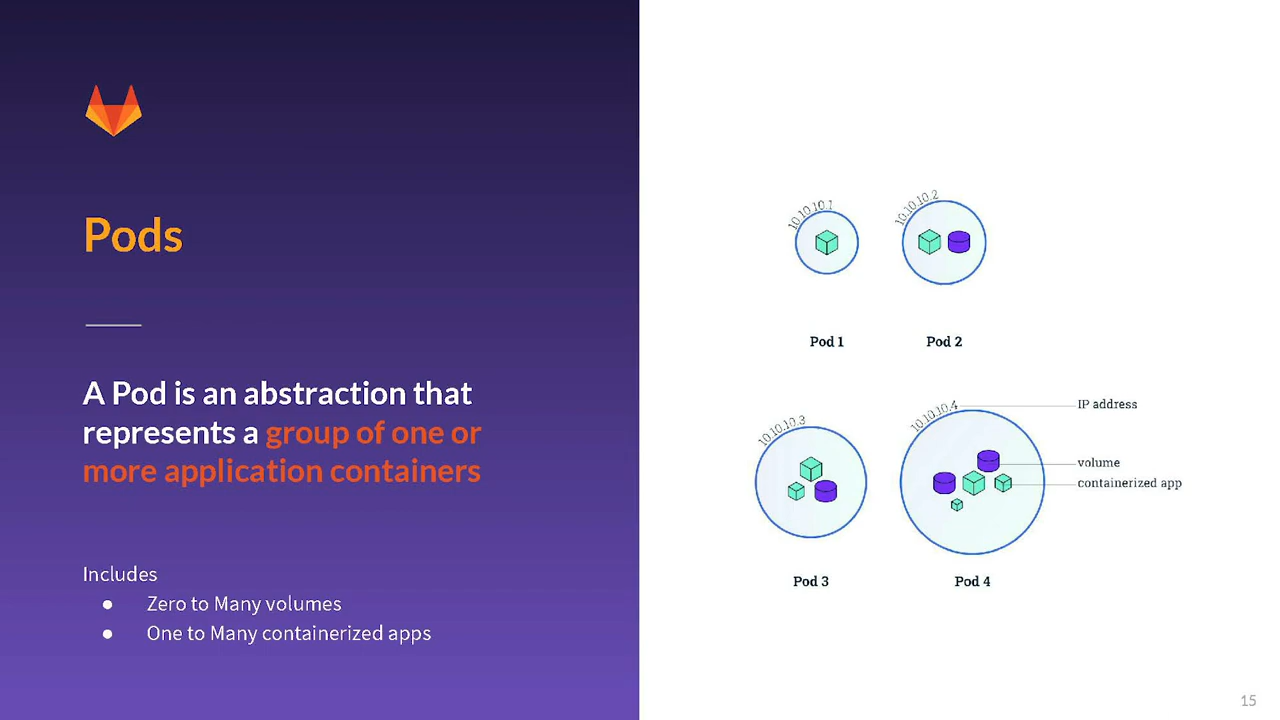 Pods
A Pod is an abstraction that
represents a group of one or
more application containers
Includes
● Zero to Many volumes
● One to Many containerized apps
10.10.10.1
10.10.10.2
Pod 1
Pod 2
10.10.10.3
10.10.10.4
IP address
volume
containerized app
Pod 3
Pod 4
15